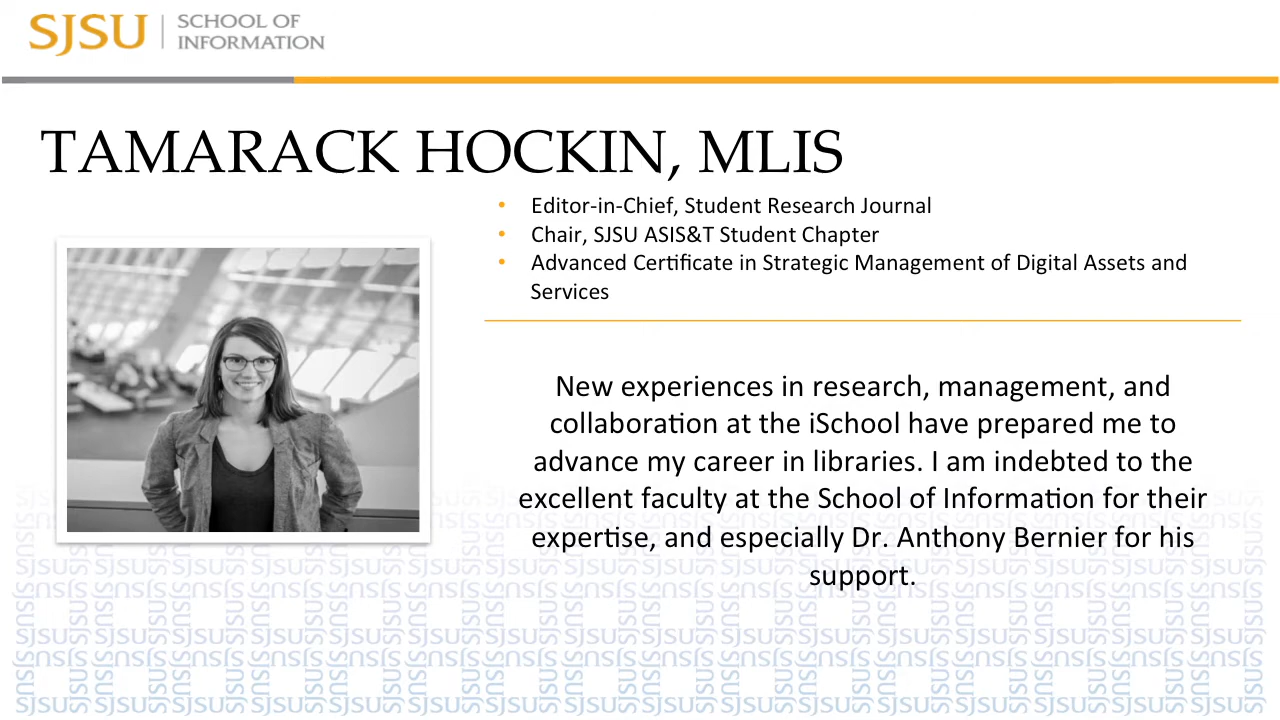 SJSU | SCHOOL OF
INFORMATION
TAMARACK HOCKIN, MLIS
• Editor-in-Chief, Student Research Journal
• Chair, SJSU ASIS&T Student Chapter
• Advanced Certificate in Strategic Management of Digital Assets and
Services
New experiences in research, management, and
collaboration at the iSchool have prepared me to
advance my career in libraries. I am indebted to the
excellent faculty at the School of Information for their
expertise, and especially Dr. Anthony Bernier for his
support.